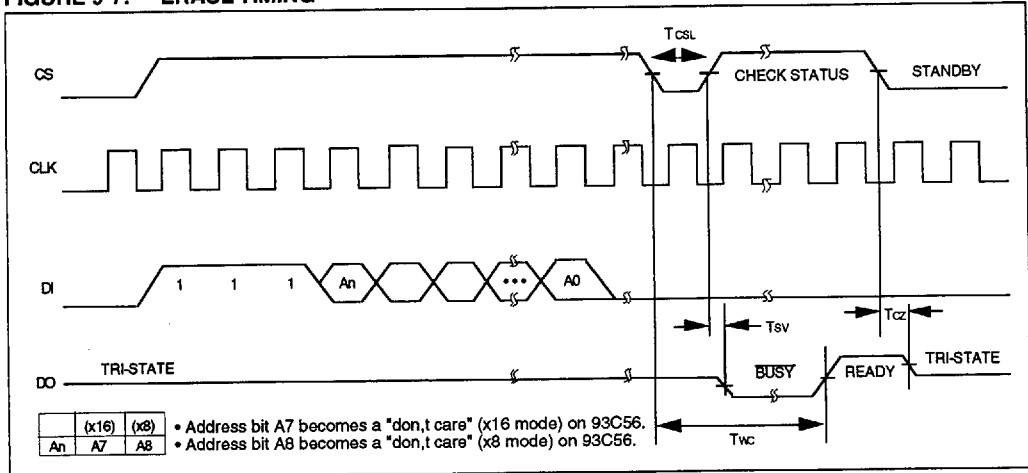 FIGURE 9-7: ERASE TIMING
TCSL
CS
CHECK STATUS
STANDBY
CLK
DI
1 1 1 An ••• A0
TSV
TCZ
TRI-STATE
DO
BUSY
READY
TRI-STATE
TWC
(x16) (x8)
An A7 A8
• Address bit A7 becomes a "don,t care" (x16 mode) on 93C56.
• Address bit A8 becomes a "don,t care" (x8 mode) on 93C56.